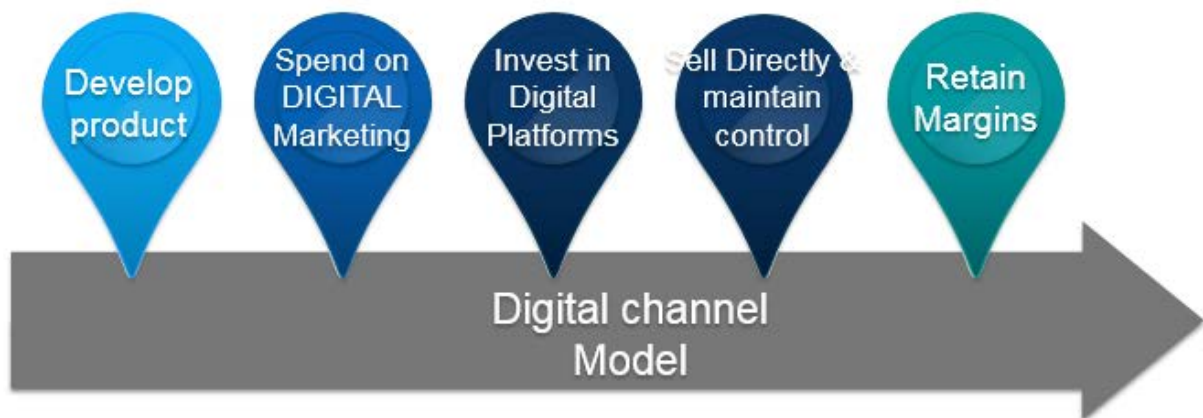 Develop
product
Spend on
DIGITAL
Marketing
Invest in
Digital
Platforms
Sell Directly &
maintain
control
Retain
Margins
Digital channel
Model